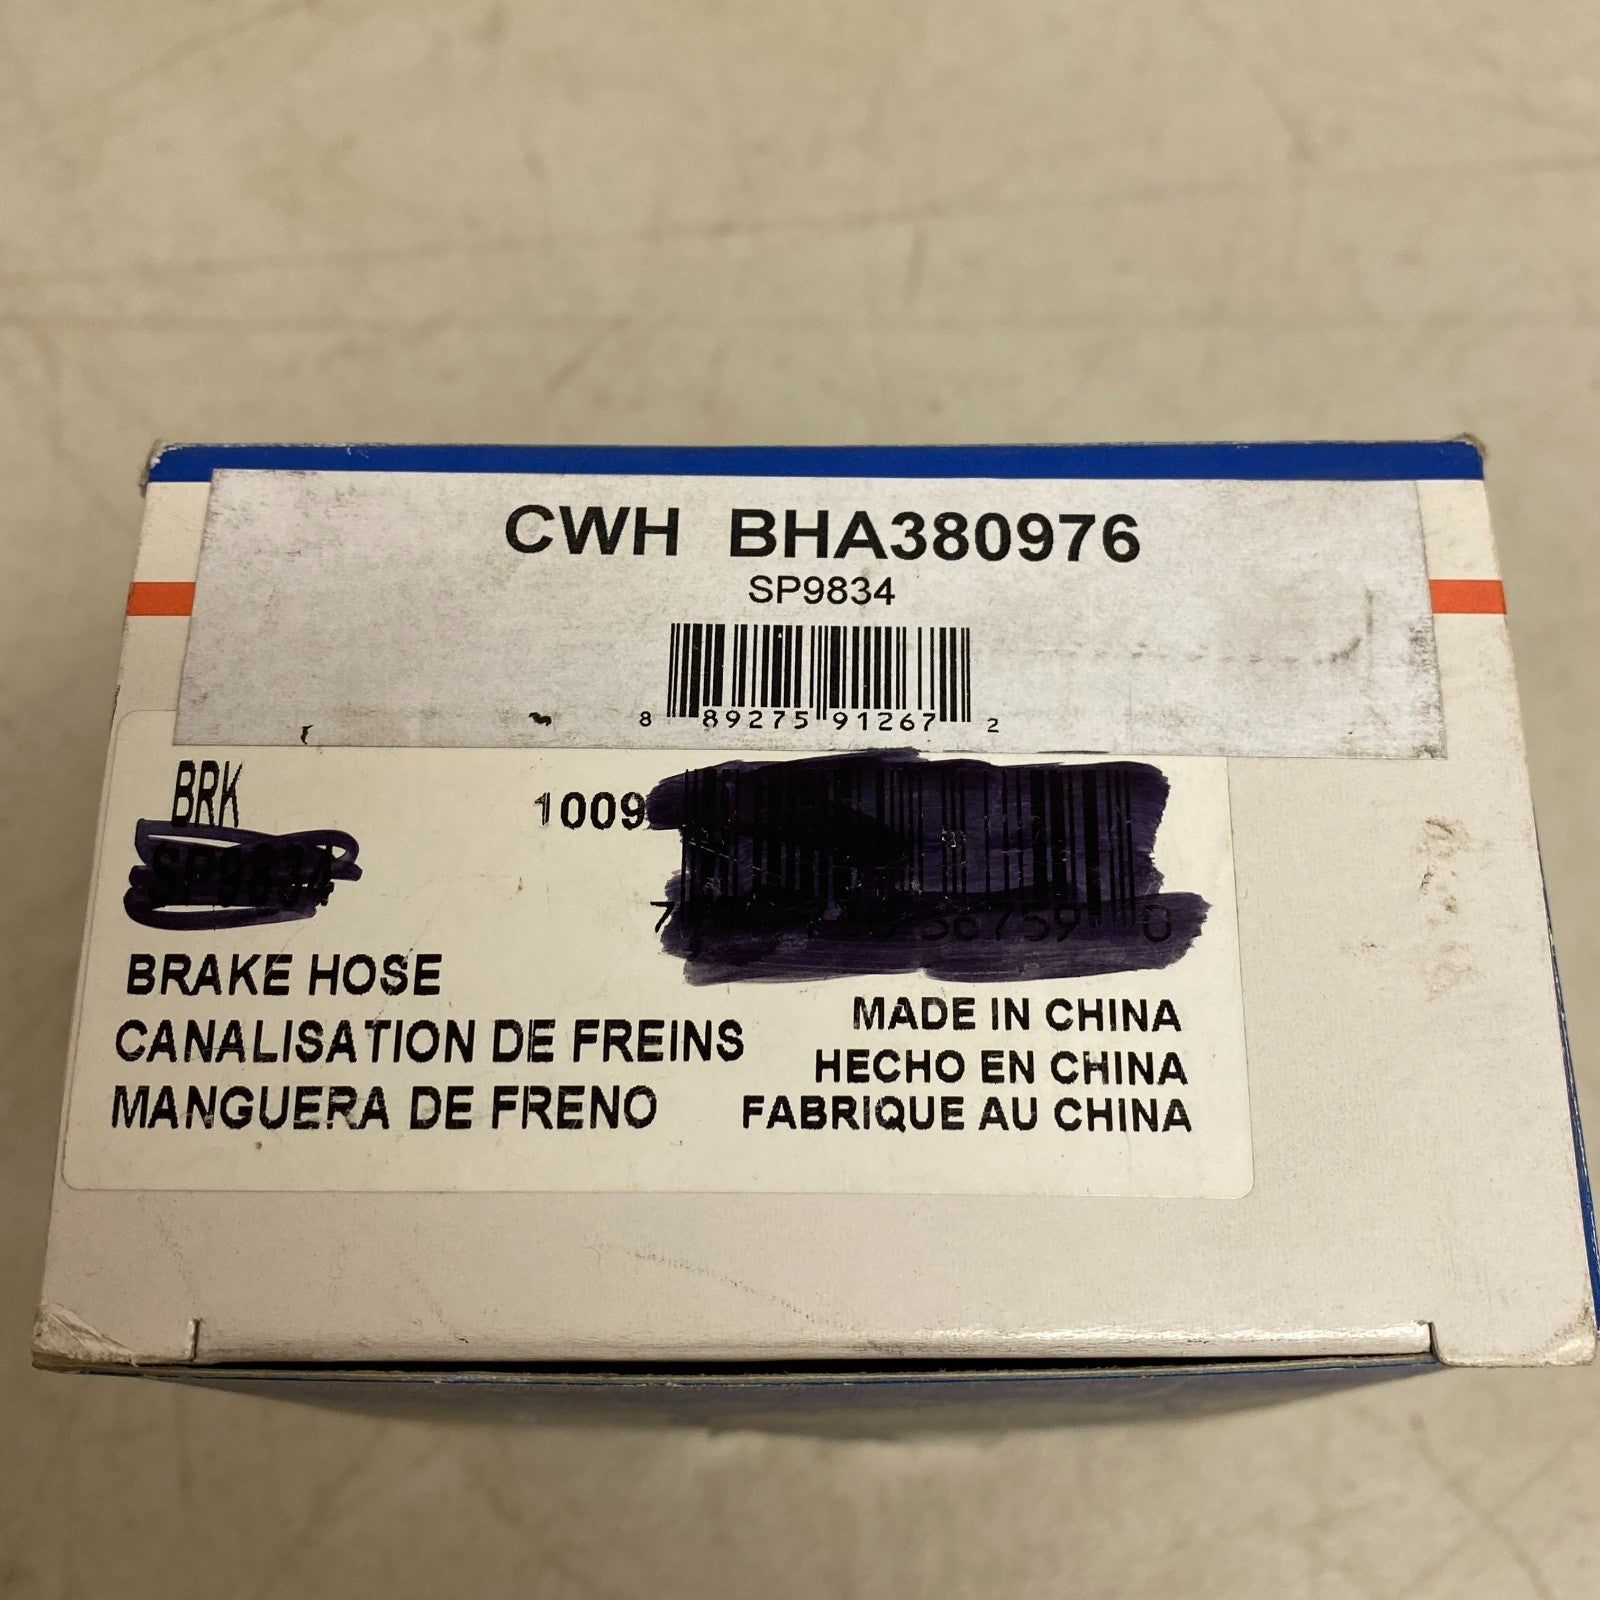 CWH BHA380976
SP9834
8 89275 91267 2
BRK 1009
SP9834
BRAKE HOSE
CANALISATION DE FREINS
MANGUERA DE FRENO
MADE IN CHINA
HECHO EN CHINA
FABRIQUE AU CHINA